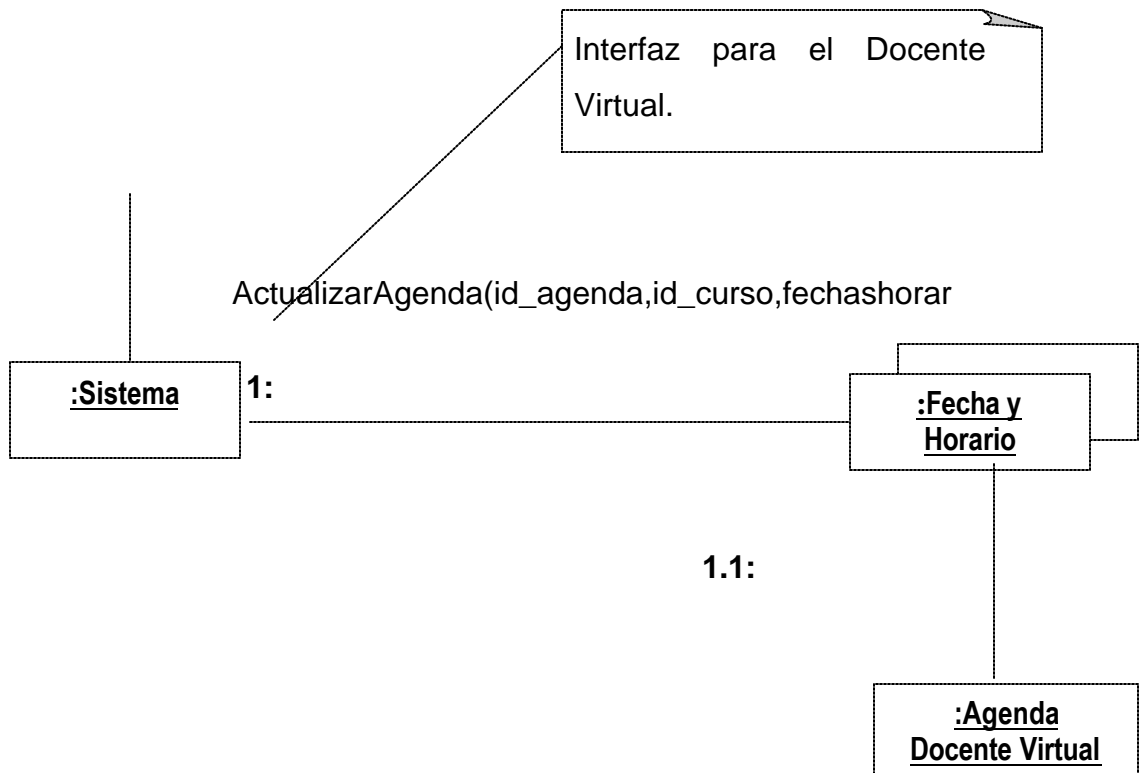 Interfaz para el Docente
Virtual.
ActualizarAgenda(id_agenda,id_curso,fechashorar
:Sistema
1:
:Fecha y
Horario
1.1:
:Agenda
Docente Virtual